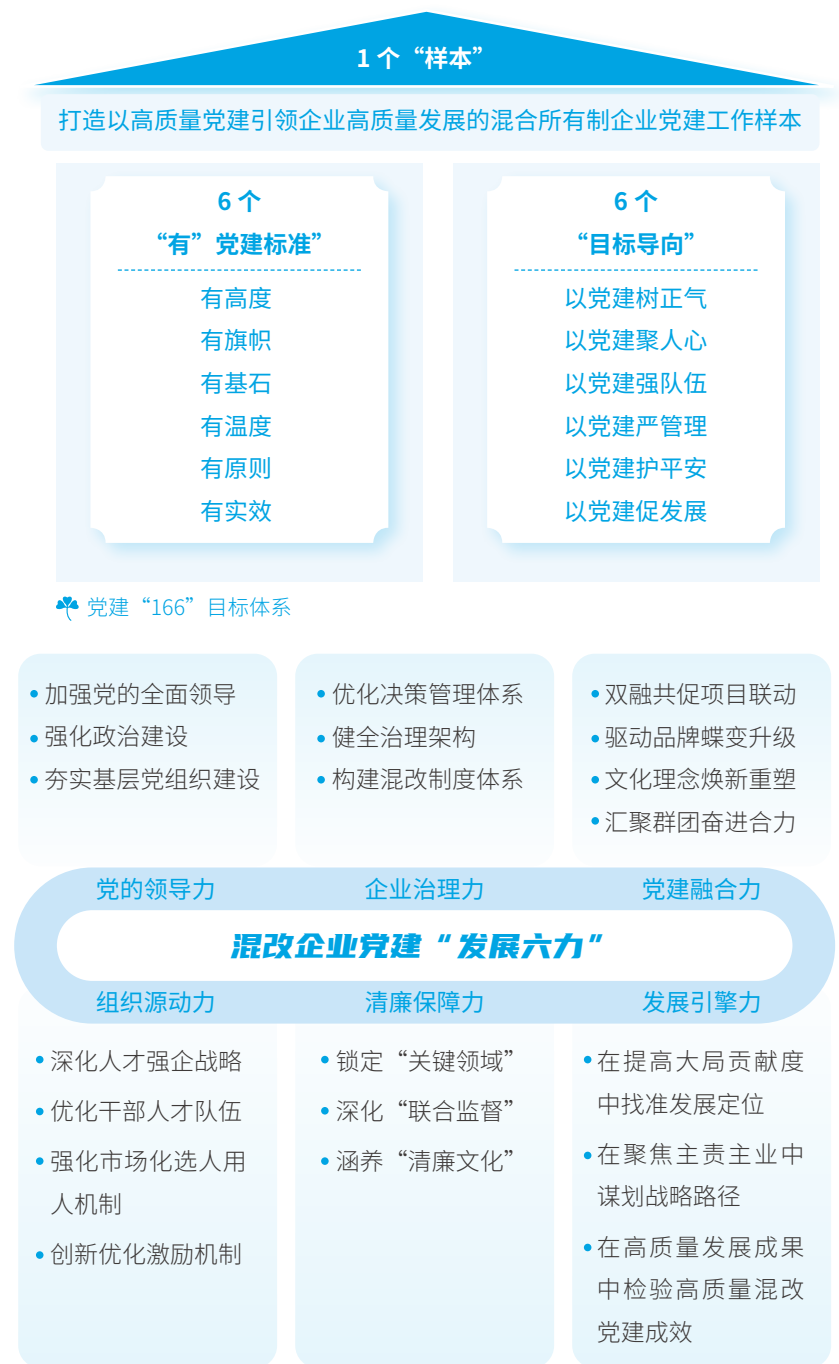 1 个“样本”
打造以高质量党建引领企业高质量发展的混合所有制企业党建工作样本
6 个
“有”党建标准”
有高度
有旗帜
有基石
有温度
有原则
有实效
6 个
“目标导向”
以党建树正气
以党建聚人心
以党建强队伍
以党建严管理
以党建护平安
以党建促发展
党建“166”目标体系
•加强党的全面领导
•强化政治建设
•夯实基层党组织建设
•优化决策管理体系
•健全治理架构
•构建混改制度体系
•双融共促项目联动
•驱动品牌蝶变升级
•文化理念焕新重塑
•汇聚群团奋进合力
党的领导力
企业治理力
党建融合力
混改企业党建“发展六力”
组织源动力
清廉保障力
发展引擎力
•深化人才强企战略
•优化干部人才队伍
•强化市场化选人用
人机制
•创新优化激励机制
•锁定“关键领域”
•深化“联合监督”
•涵养“清廉文化”
•在提高大局贡献度
中找准发展定位
•在聚焦主责主业中
谋划战略路径
•在高质量发展成果
中检验高质量混改
党建成效